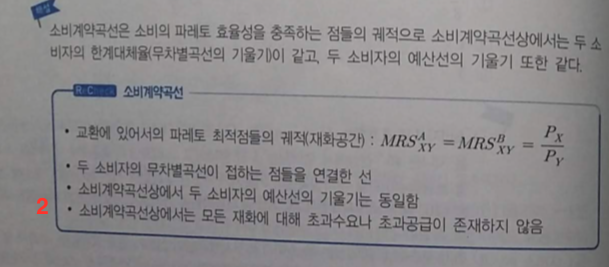 해설
소비계약곡선은 소비의 파레토 효율성을 충족하는 점들의 궤적으로 소비계약곡선상에서는 두 소
비자의 한계대체율(무차별곡선의 기울기)이 같고, 두 소비자의 예산선의 기울기 또한 같다.
소비계약곡선
• 교환에 있어서의 파레토 최적점들의 궤적(재화공간) : MRS^A_XY = MRS^B_XY = P_X/P_Y
• 두 소비자의 무차별곡선이 접하는 점들을 연결한 선
• 소비계약곡선상에서 두 소비자의 예산선의 기울기는 동일함
2 • 소비계약곡선상에서는 모든 재화에 대해 초과수요나 초과공급이 존재하지 않음